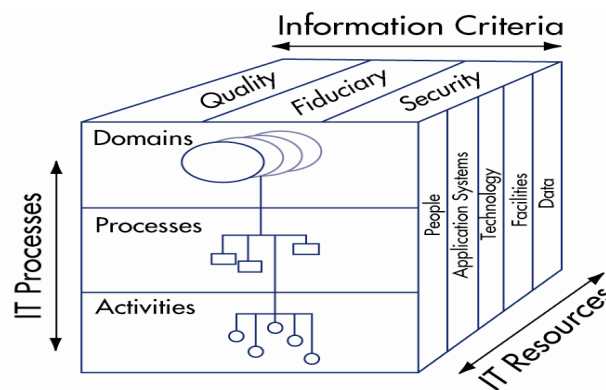 Information Criteria
Quality
Fiduciary
Security
Domains
Processes
Activities
IT Processes
People
Application Systems
Technology
Facilities
Data
IT Resources